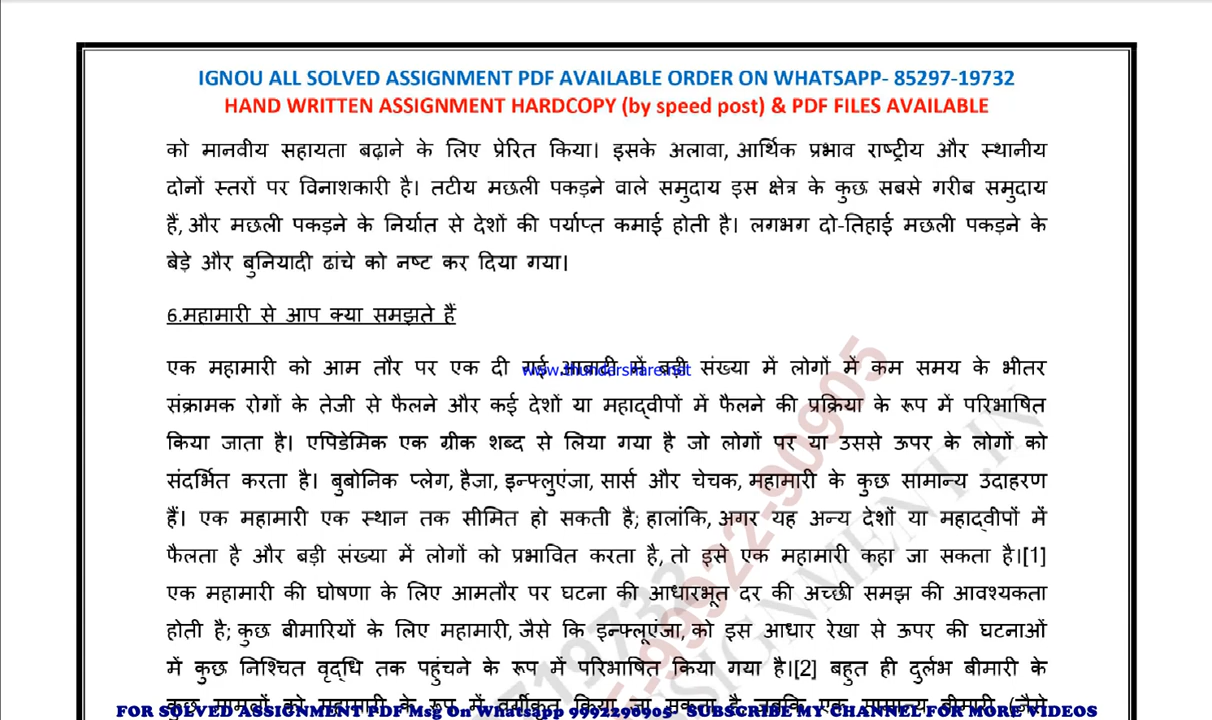 IGNOU ALL SOLVED ASSIGNMENT PDF AVAILABLE ORDER ON WHATSAPP- 85297-19732
HAND WRITTEN ASSIGNMENT HARDCOPY (by speed post) & PDF FILES AVAILABLE
को मानवीय सहायता बढ़ाने के लिए प्रेरित किया। इसके अलावा, आर्थिक प्रभाव राष्ट्रीय और स्थानीय
दोनों स्तरों पर विनाशकारी है। तटीय मछली पकड़ने वाले समुदाय इस क्षेत्र के कुछ सबसे गरीब समुदाय
हैं, और मछली पकड़ने के निर्यात से देशों की पर्याप्त कमाई होती है। लगभग दो-तिहाई मछली पकड़ने के
बेड़े और बुनियादी ढांचे को नष्ट कर दिया गया।
6.महामारी से आप क्या समझते हैं
एक महामारी को आम तौर पर एक दी गई आबादी में बड़ी संख्या में लोगों में कम समय के भीतर
www.thundershare.net
संक्रामक रोगों के तेजी से फैलने और कई देशों या महाद्वीपों में फैलने की प्रक्रिया के रूप में परिभाषित
किया जाता है। एपिडेमिक एक ग्रीक शब्द से लिया गया है जो लोगों पर या उससे ऊपर के लोगों को
संदर्भित करता है। बुबोनिक प्लेग, हैजा, इन्फ्लुएंजा, सार्स और चेचक, महामारी के कुछ सामान्य उदाहरण
हैं। एक महामारी एक स्थान तक सीमित हो सकती है; हालांकि, अगर यह अन्य देशों या महाद्वीपों में
फैलता है और बड़ी संख्या में लोगों को प्रभावित करता है, तो इसे एक महामारी कहा जा सकता है।[1]
एक महामारी की घोषणा के लिए आमतौर पर घटना की आधारभूत दर की अच्छी समझ की आवश्यकता
होती है; कुछ बीमारियों के लिए महामारी, जैसे कि इन्फ्लूएंजा, को इस आधार रेखा से ऊपर की घटनाओं
में कुछ निश्चित वृद्धि तक पहुंचने के रूप में परिभाषित किया गया है।[2] बहुत ही दुर्लभ बीमारी के
FOR SOLVED ASSIGNMENT PDF Msg On Whatsapp 9992290905- SUBSCRIBE MY CHANNEL FOR MORE VIDEOS